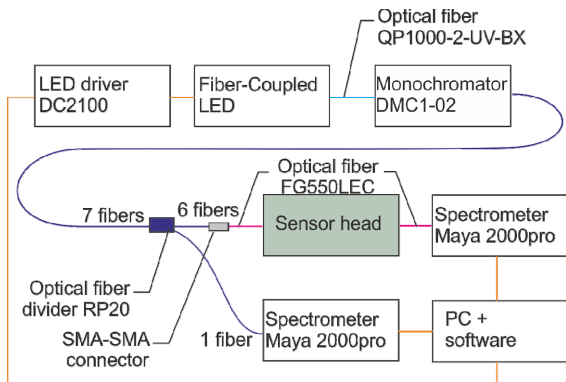 Optical fiber
QP1000-2-UV-BX
LED driver
DC2100
Fiber-Coupled
LED
Monochromator
DMC1-02
Optical fiber
FG550LEC
7 fibers
6 fibers
Sensor head
Spectrometer
Maya 2000pro
Optical fiber
divider RP20
SMA-SMA
connector
1 fiber
Spectrometer
Maya 2000pro
PC +
software